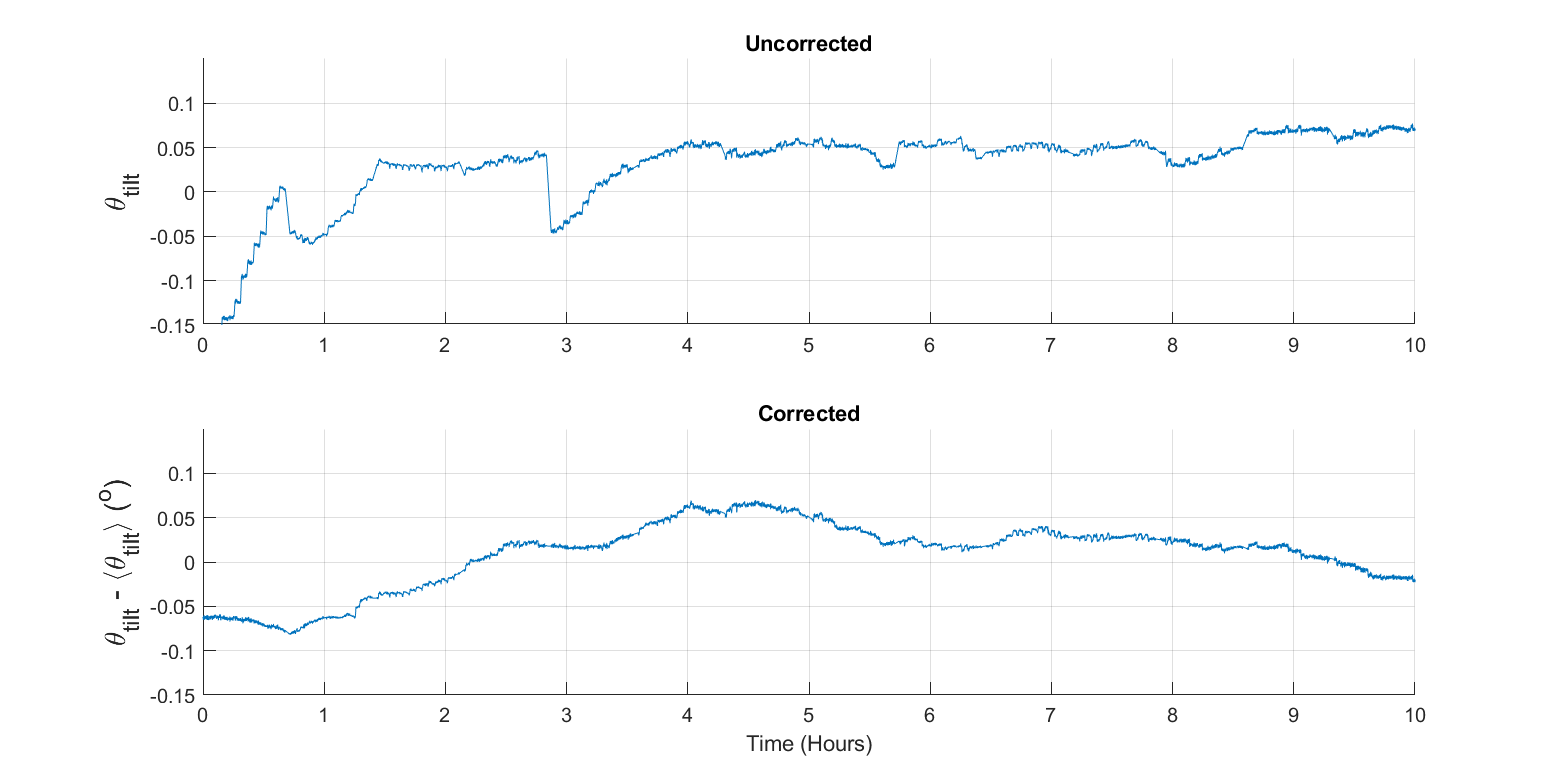 Uncorrected
θtilt
0.1
0.05
0
-0.05
-0.1
-0.15
0 1 2 3 4 5 6 7 8 9 10
Corrected
θtilt - ⟨θtilt⟩ (o)
0.1
0.05
0
-0.05
-0.1
-0.15
0 1 2 3 4 5 6 7 8 9 10
Time (Hours)